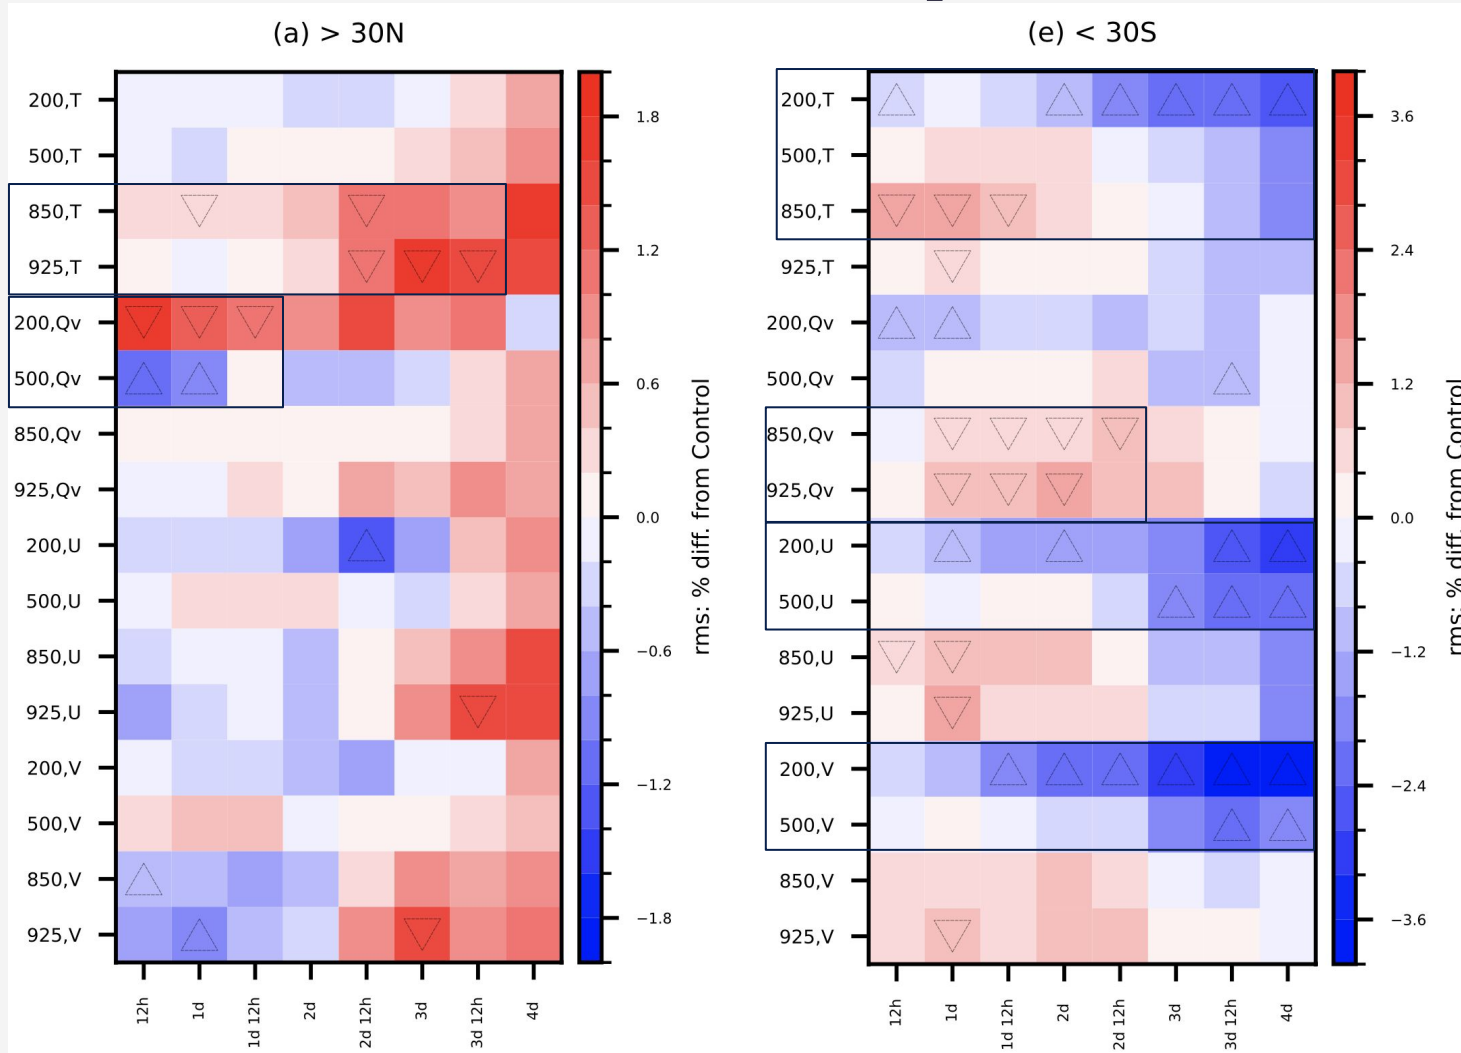 (a) > 30N
200,T
500,T
850,T
925,T
200,Qv
500,Qv
850,Qv
925,Qv
200,U
500,U
850,U
925,U
200,V
500,V
850,V
925,V
12h
1d
1d 12h
2d
2d 12h
3d
3d 12h
4d
1.8
1.2
0.6
0.0
−0.6
−1.2
−1.8
rms: % diff. from Control
(e) < 30S
200,T
500,T
850,T
925,T
200,Qv
500,Qv
850,Qv
925,Qv
200,U
500,U
850,U
925,U
200,V
500,V
850,V
925,V
12h
1d
1d 12h
2d
2d 12h
3d
3d 12h
4d
3.6
2.4
1.2
0.0
−1.2
−2.4
−3.6
rms: % diff. from Control